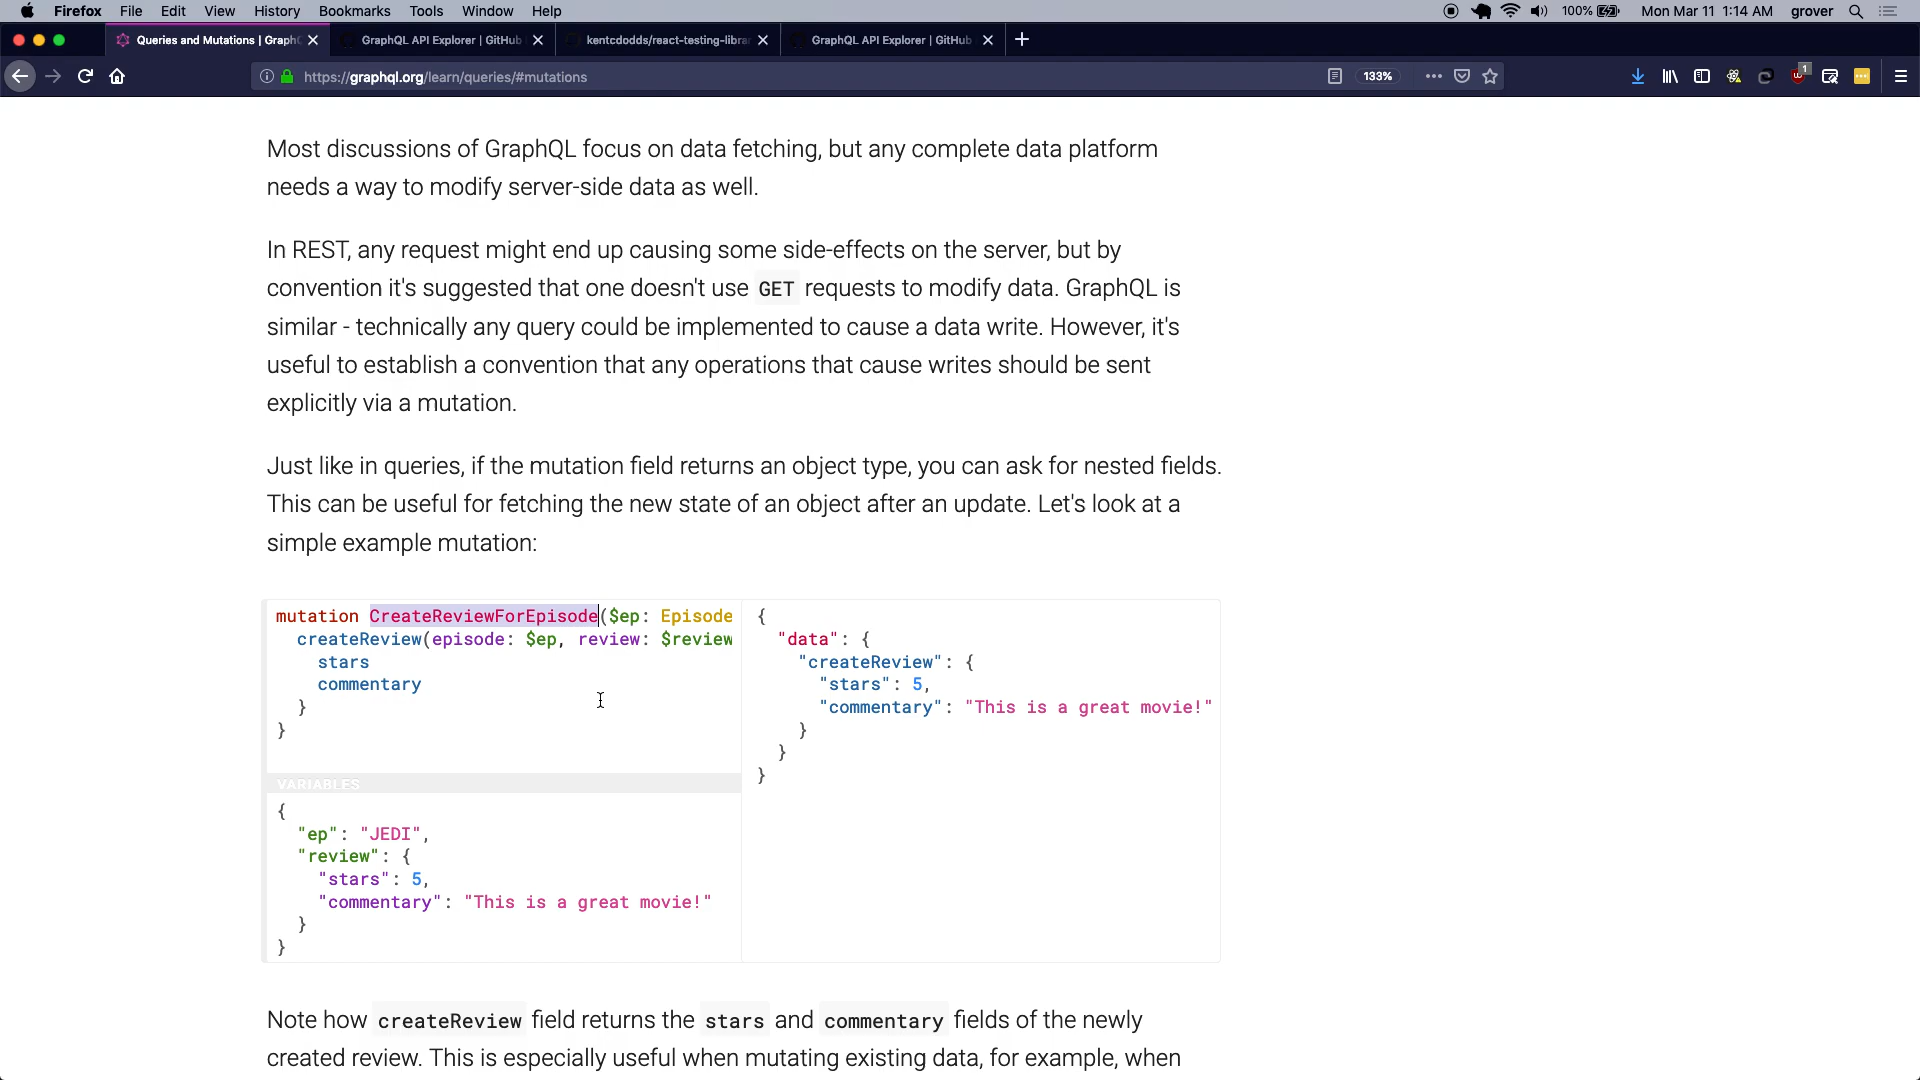 Firefox File Edit View History Bookmarks Tools Window Help 100% Mon Mar 11 1:14 AM grover
Queries and Mutations | GraphQ GraphQL API Explorer | GitHub kentcdodds/react-testing-libra GraphQL API Explorer | GitHub
https://graphql.org/learn/queries/#mutations 133% 1
Most discussions of GraphQL focus on data fetching, but any complete data platform
needs a way to modify server-side data as well.
In REST, any request might end up causing some side-effects on the server, but by
convention it's suggested that one doesn't use GET requests to modify data. GraphQL is
similar - technically any query could be implemented to cause a data write. However, it's
useful to establish a convention that any operations that cause writes should be sent
explicitly via a mutation.
Just like in queries, if the mutation field returns an object type, you can ask for nested fields.
This can be useful for fetching the new state of an object after an update. Let's look at a
simple example mutation:
mutation CreateReviewForEpisode($ep: Episode
createReview(episode: $ep, review: $review
stars
commentary
}
}
VARIABLES
{
"ep": "JEDI",
"review": {
"stars": 5,
"commentary": "This is a great movie!"
}
}
{
"data": {
"createReview": {
"stars": 5,
"commentary": "This is a great movie!"
}
}
}
Note how createReview field returns the stars and commentary fields of the newly
created review. This is especially useful when mutating existing data, for example, when